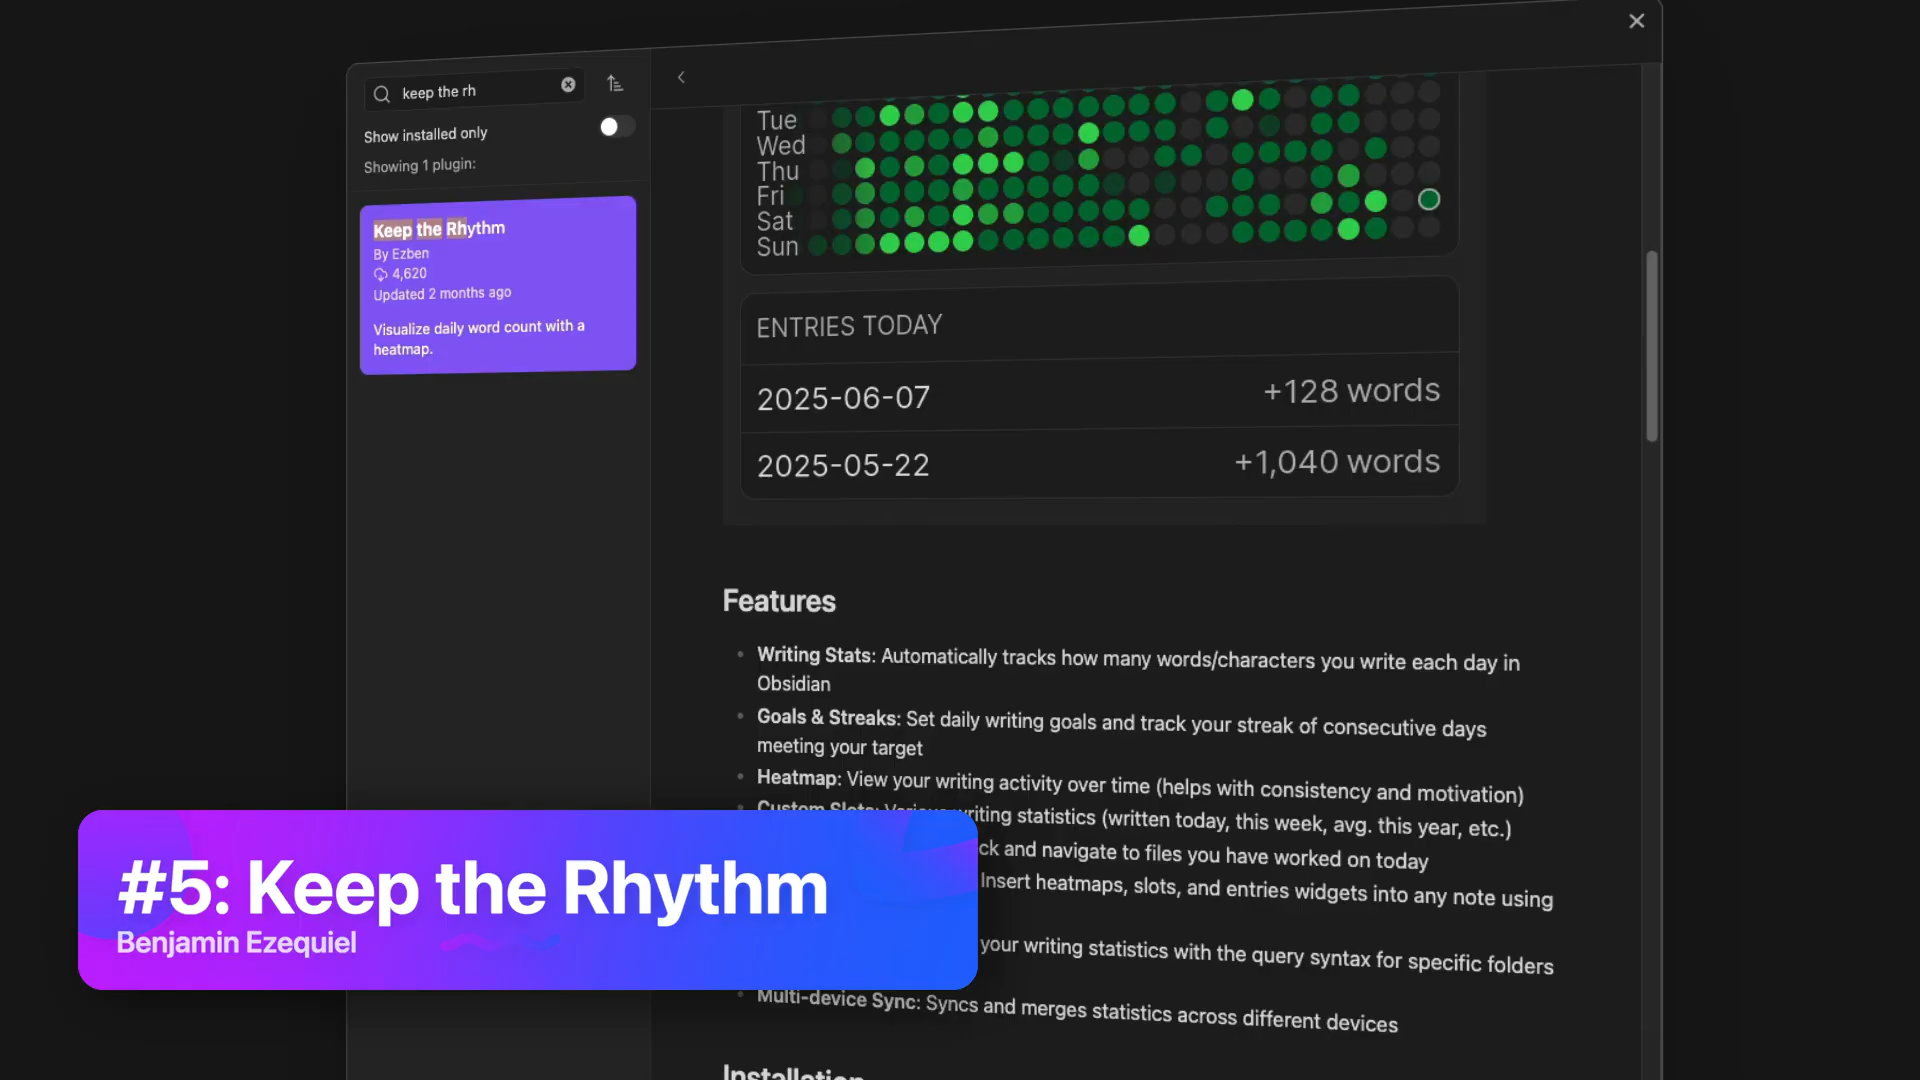 keep the rh
Show installed only
Showing 1 plugin:
Keep the Rhythm
By Ezben
4,620
Updated 2 months ago
Visualize daily word count with a
heatmap.
Tue
Wed
Thu
Fri
Sat
Sun
ENTRIES TODAY
2025-06-07 +128 words
2025-05-22 +1,040 words
Features
Writing Stats: Automatically tracks how many words/characters you write each day in
Obsidian
Goals & Streaks: Set daily writing goals and track your streak of consecutive days
meeting your target
Heatmap: View your writing activity over time (helps with consistency and motivation)
Custom Slots: Various writing statistics (written today, this week, avg. this year, etc.)
and navigate to files you have worked on today
Insert heatmaps, slots, and entries widgets into any note using
your writing statistics with the query syntax for specific folders
Multi-device Sync: Syncs and merges statistics across different devices
Installation
#5: Keep the Rhythm
Benjamin Ezequiel